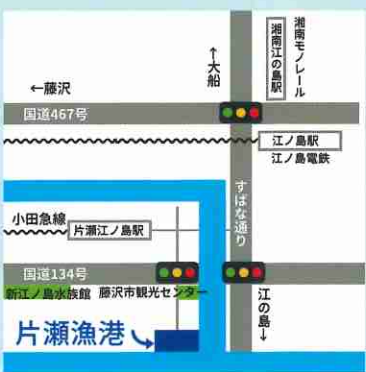 湘南モノレール
湘南江の島駅
↑大船
←藤沢
国道467号
江ノ島駅
江ノ島電鉄
すばな通り
小田急線
片瀬江ノ島駅
国道134号
新江ノ島水族館
藤沢市観光センター
江の島→
片瀬漁港